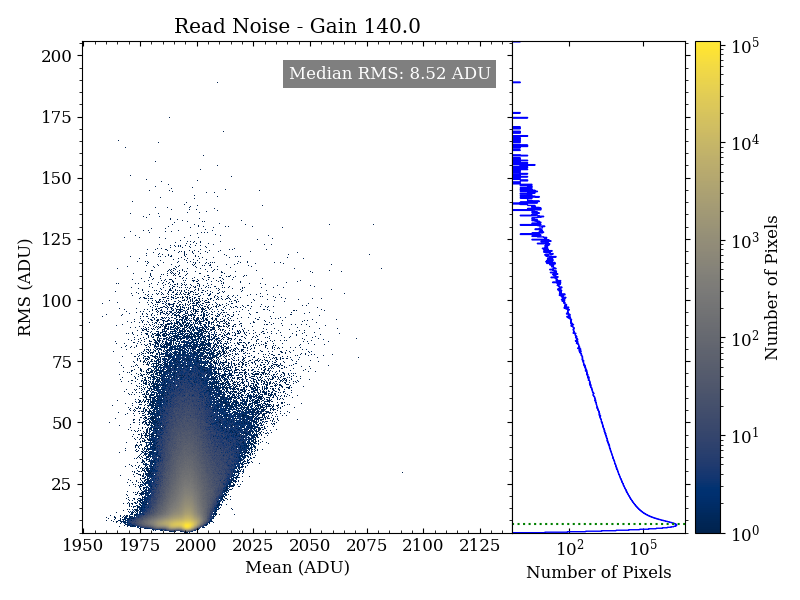 Read Noise - Gain 140.0
Median RMS: 8.52 ADU
RMS (ADU)
200
175
150
125
100
75
50
25
1950 1975 2000 2025 2050 2075 2100 2125
Mean (ADU)
10² 10⁵
Number of Pixels
10⁵
10⁴
10³
10²
10¹
10⁰
Number of Pixels